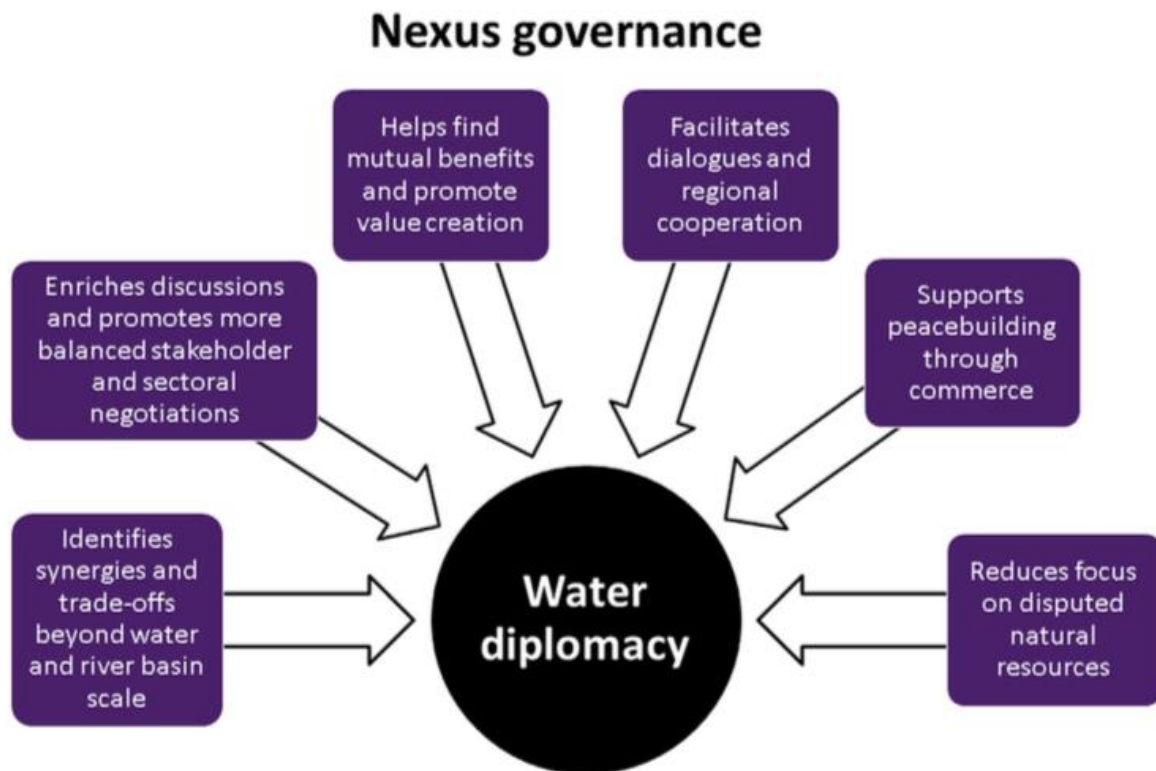 Nexus governance
Helps find
mutual benefits
and promote
value creation
Facilitates
dialogues and
regional
cooperation
Enriches discussions
and promotes more
balanced stakeholder
and sectoral
negotiations
Supports
peacebuilding
through
commerce
Identifies
synergies and
trade-offs
beyond water
and river basin
scale
Water
diplomacy
Reduces focus
on disputed
natural
resources